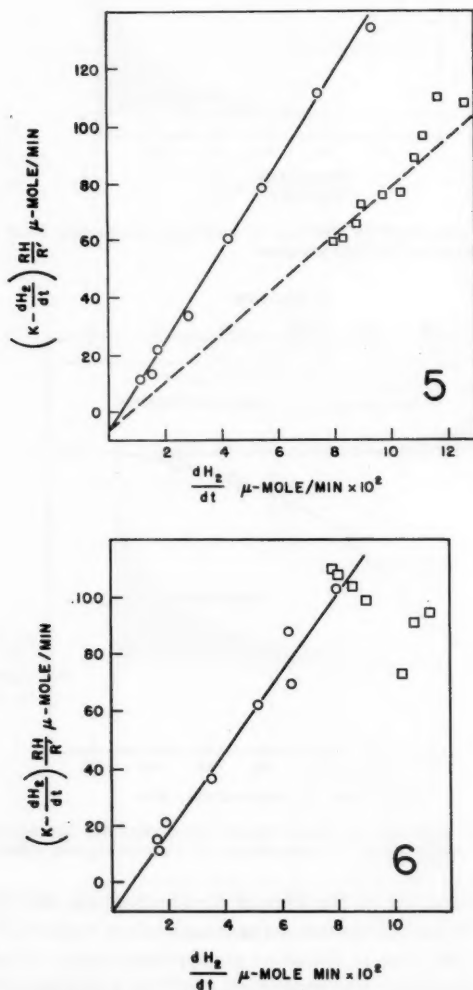 120
100
80
60
40
20
0
(K - dH2/dt) RH/R' μ-MOLE/MIN
2 4 6 8 10 12
5
dH2/dt μ-MOLE/MIN × 10²
.100
80
60
40
20
0
(K - dH2/dt) RH/R' μ-MOLE/MIN
2 4 6 8 10
6
dH2/dt μ-MOLE MIN × 10²